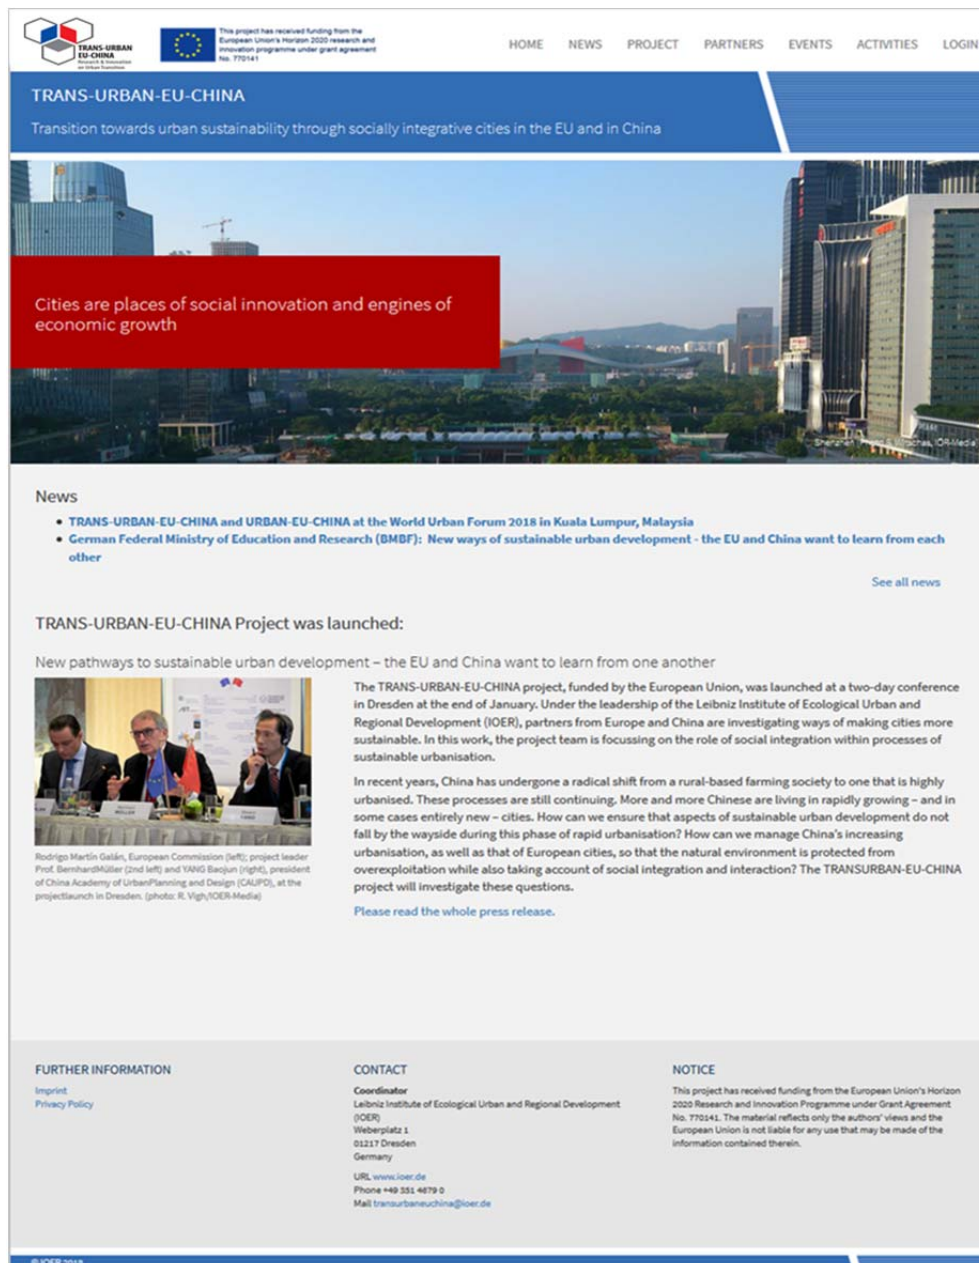 TRANS-URBAN
EU-CHINA
Research & Innovation
on Urban Transition
This project has received funding from the
European Union's Horizon 2020 research and
innovation programme under grant agreement
No. 770141
HOME NEWS PROJECT PARTNERS EVENTS ACTIVITIES LOGIN
TRANS-URBAN-EU-CHINA
Transition towards urban sustainability through socially integrative cities in the EU and in China
Cities are places of social innovation and engines of
economic growth
News
• TRANS-URBAN-EU-CHINA and URBAN-EU-CHINA at the World Urban Forum 2018 in Kuala Lumpur, Malaysia
• German Federal Ministry of Education and Research (BMBF): New ways of sustainable urban development - the EU and China want to learn from each
other
See all news
TRANS-URBAN-EU-CHINA Project was launched:
New pathways to sustainable urban development – the EU and China want to learn from one another
The TRANS-URBAN-EU-CHINA project, funded by the European Union, was launched at a two-day conference
in Dresden at the end of January. Under the leadership of the Leibniz Institute of Ecological Urban and
Regional Development (IOER), partners from Europe and China are investigating ways of making cities more
sustainable. In this work, the project team is focussing on the role of social integration within processes of
sustainable urbanisation.
In recent years, China has undergone a radical shift from a rural-based farming society to one that is highly
urbanised. These processes are still continuing. More and more Chinese are living in rapidly growing – and in
some cases entirely new – cities. How can we ensure that aspects of sustainable urban development do not
fall by the wayside during this phase of rapid urbanisation? How can we manage China's increasing
urbanisation, as well as that of European cities, so that the natural environment is protected from
overexploitation while also taking account of social integration and interaction? The TRANSURBAN-EU-CHINA
project will investigate these questions.
Please read the whole press release.
Rodrigo Martín Galán, European Commission (left); project leader
Prof. BernhardMüller (2nd left) and YANG Baojun (right), president
of China Academy of UrbanPlanning and Design (CAUPD), at the
projectlaunch in Dresden. (photo: R. Vigh/IOER-Media)
FURTHER INFORMATION
Imprint
Privacy Policy
CONTACT
Coordinator
Leibniz Institute of Ecological Urban and Regional Development
(IOER)
Weberplatz 1
01217 Dresden
Germany
URL www.ioer.de
Phone +49 351 4679 0
Mail transurbaneuchina@ioer.de
NOTICE
This project has received funding from the European Union's Horizon
2020 Research and Innovation Programme under Grant Agreement
No. 770141. The material reflects only the authors' views and the
European Union is not liable for any use that may be made of the
information contained therein.
© IOER 2018